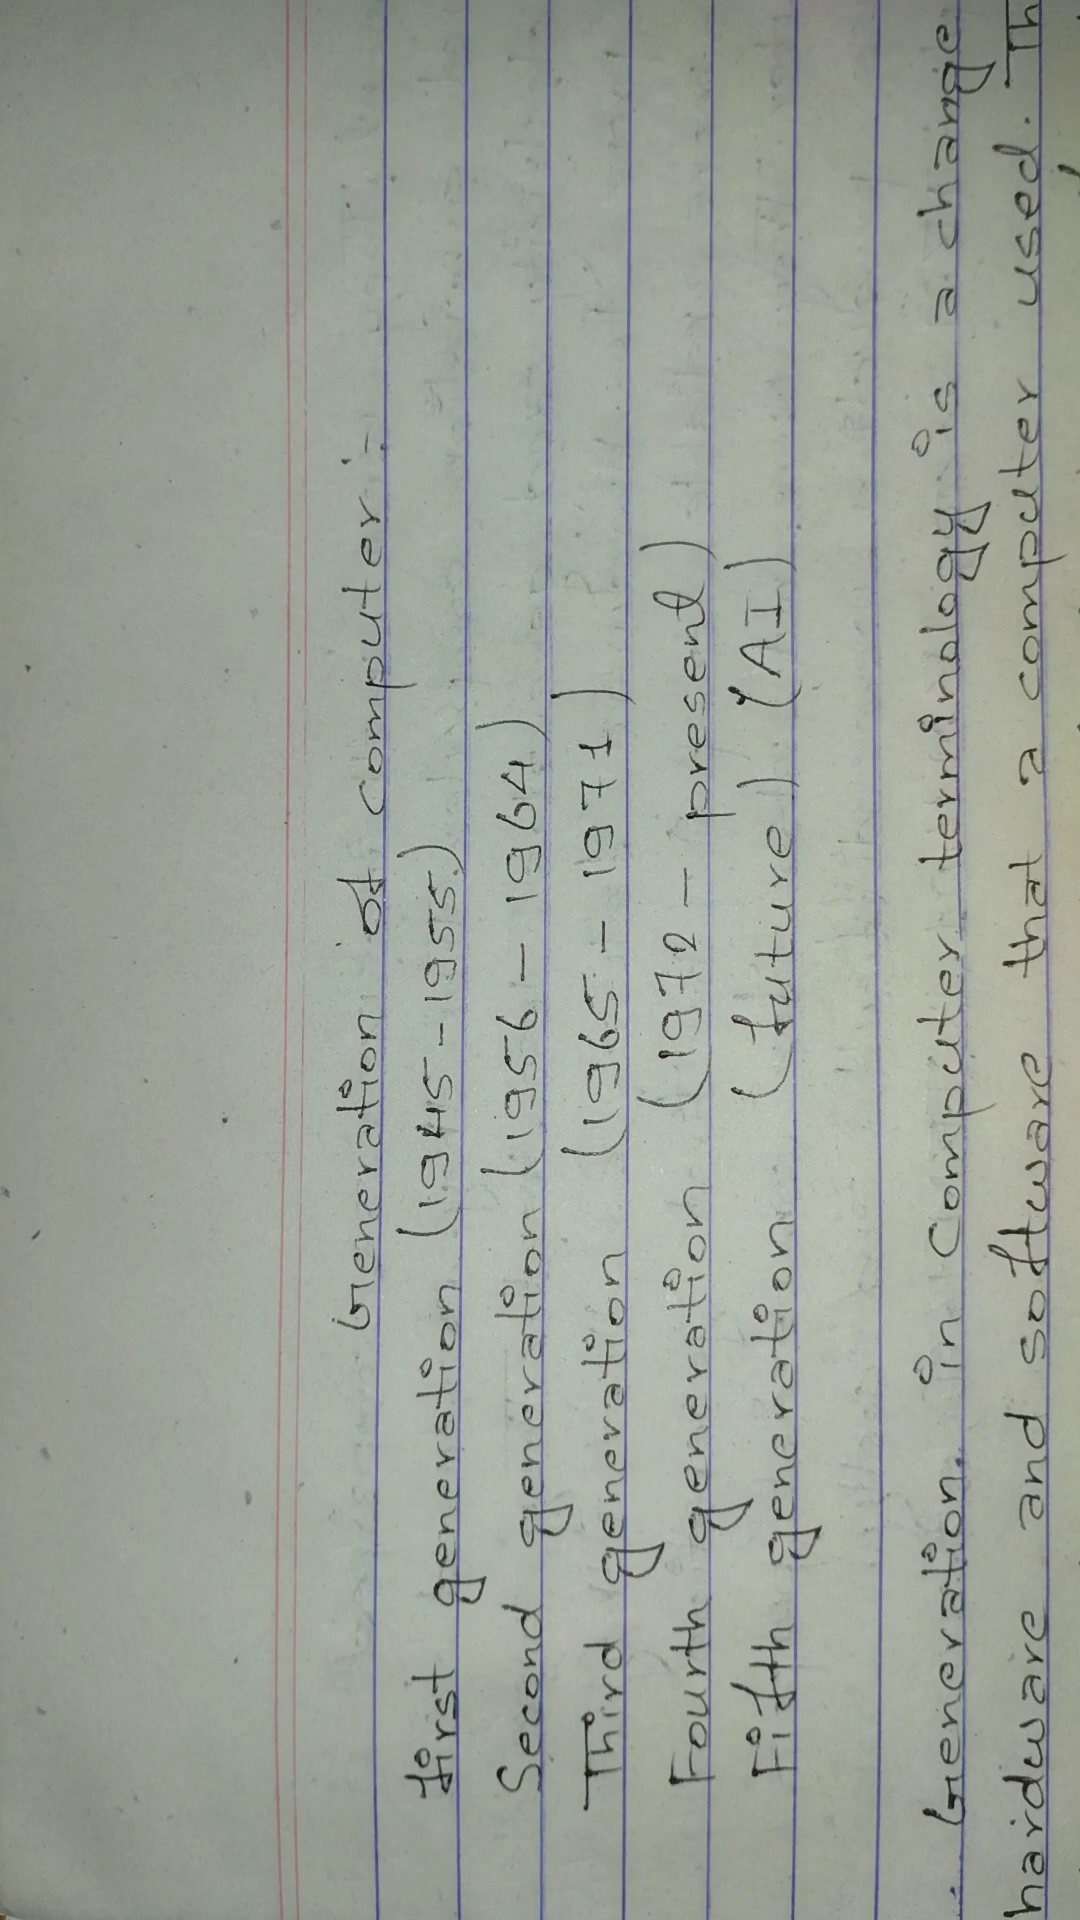 Generation of computer :-
first generation (1945-1955)
Second generation (1956 - 1964)
Third generation (1965 - 1971)
Fourth generation (1972 - present)
Fifth generation (future) (AI)
Generation in Computer terminology is a change
hardware and software that a computer used. Th